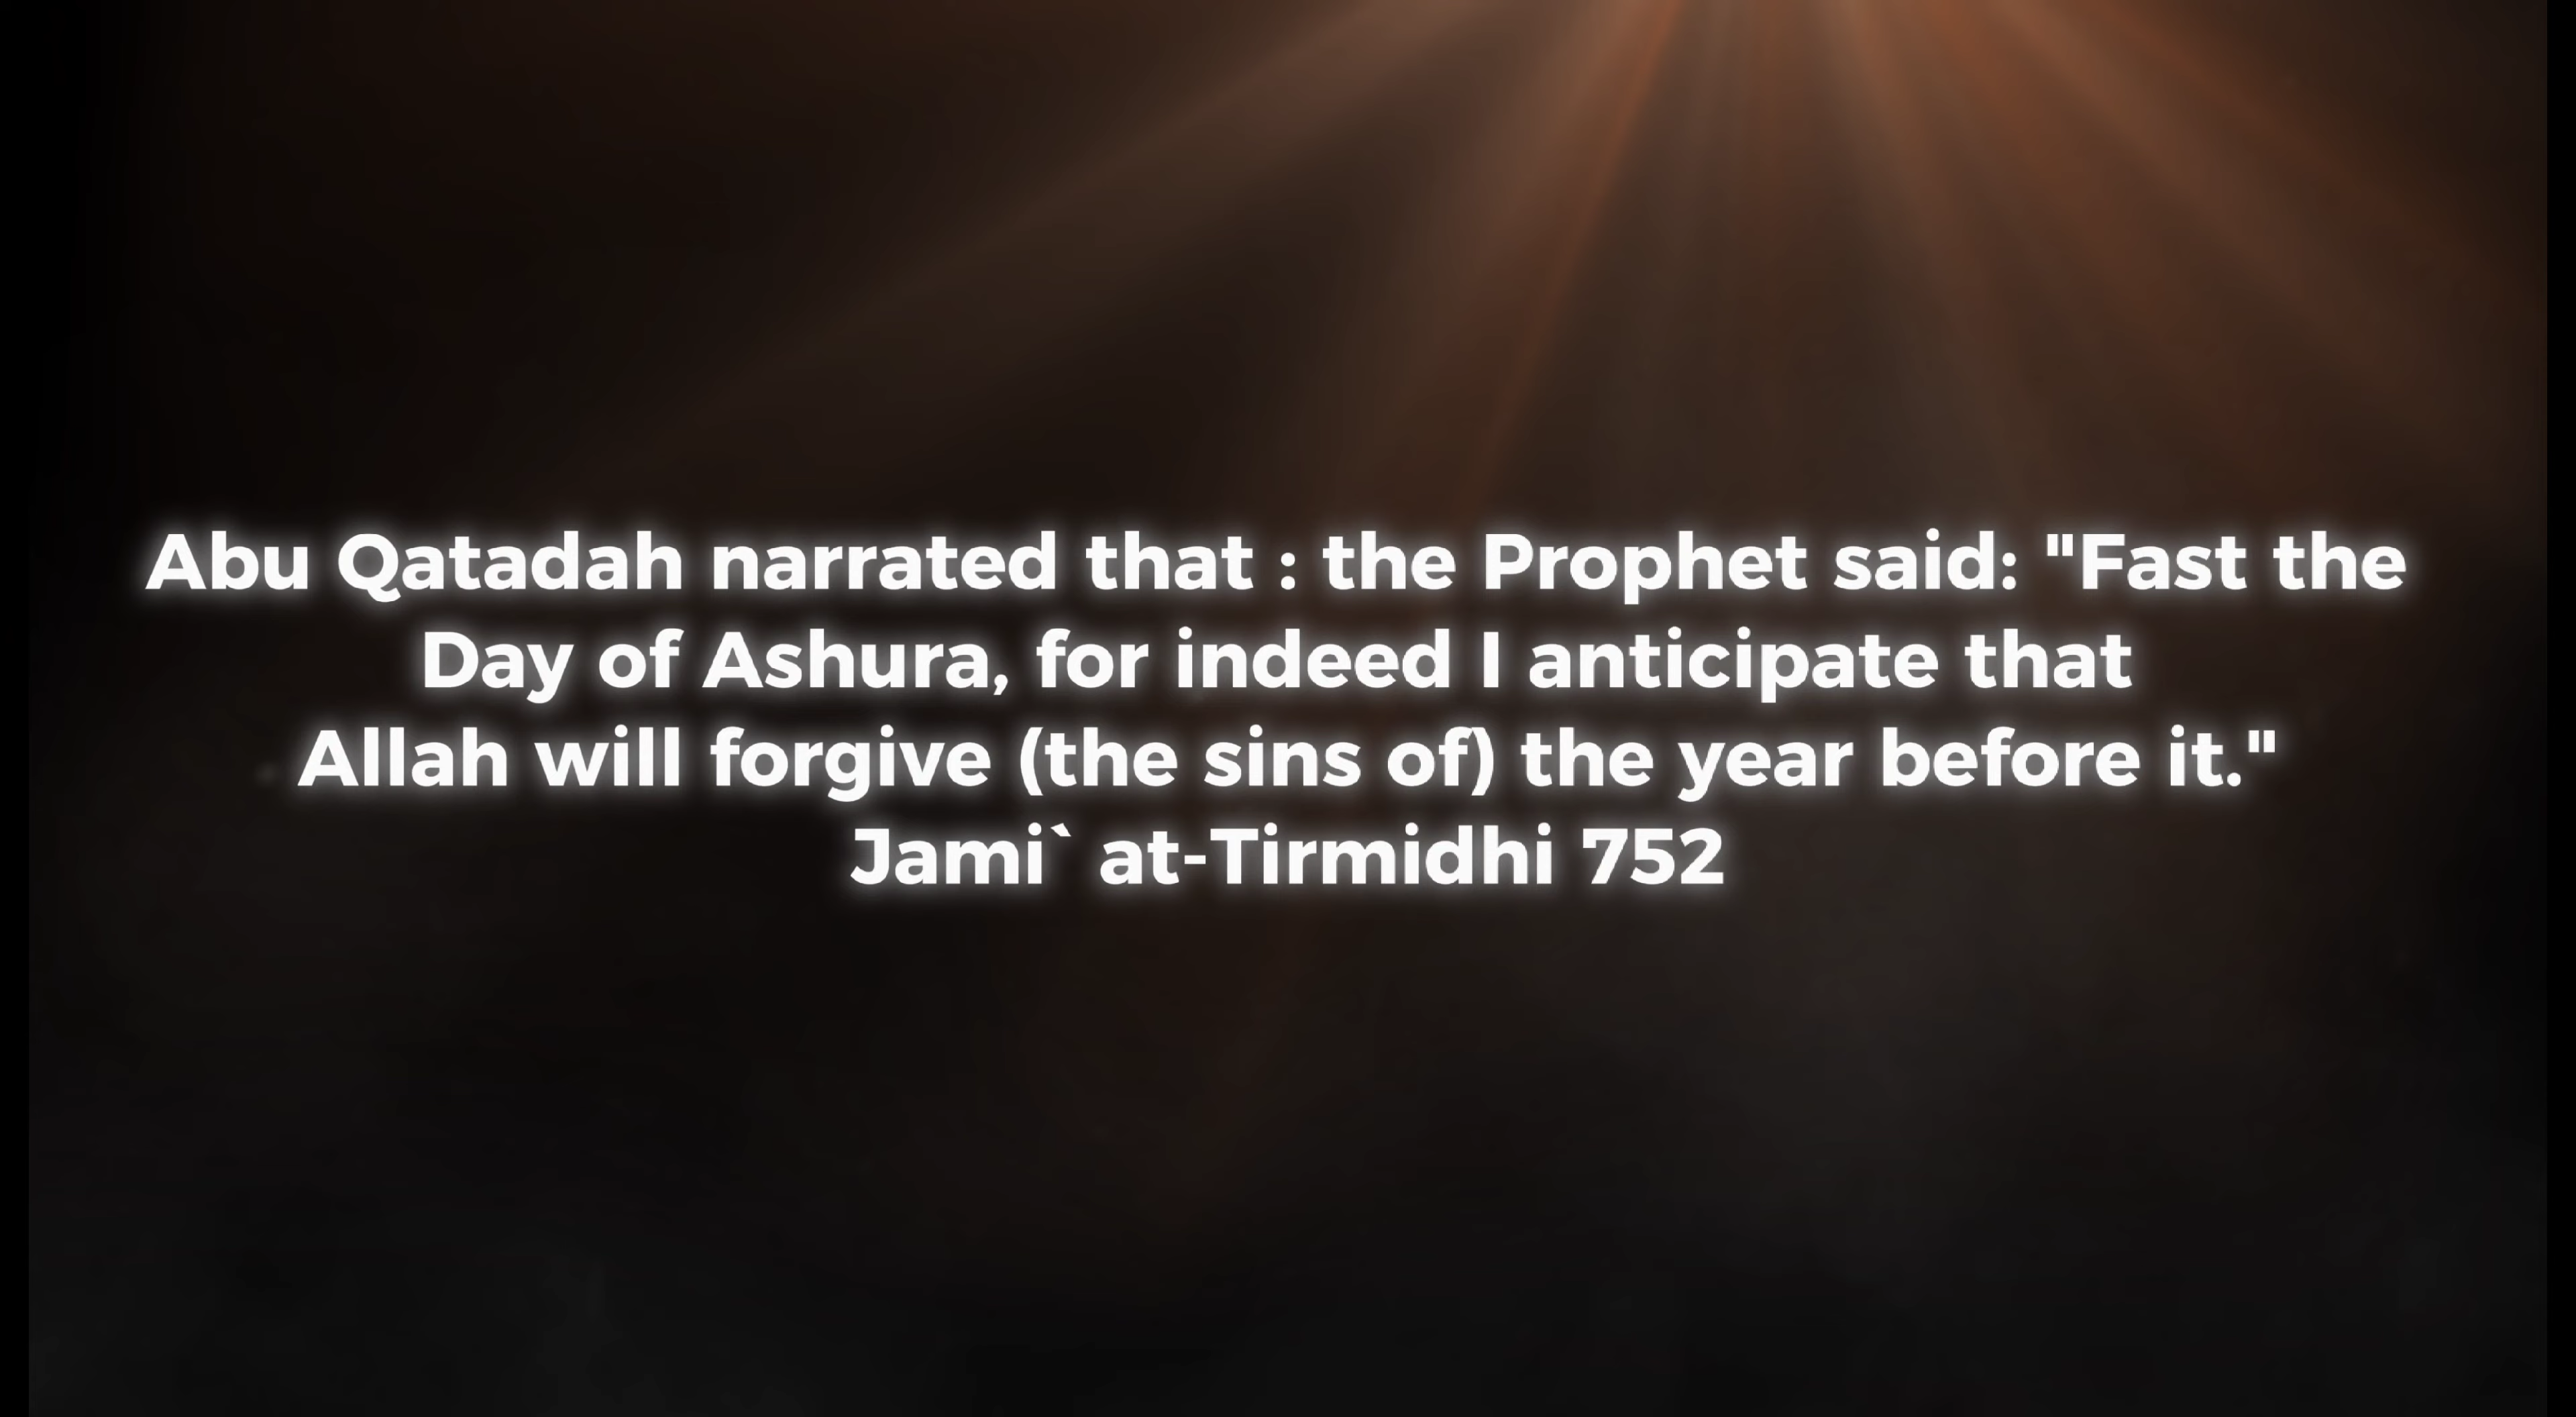 Abu Qatadah narrated that : the Prophet said: "Fast the
Day of Ashura, for indeed I anticipate that
Allah will forgive (the sins of) the year before it."
Jami` at-Tirmidhi 752